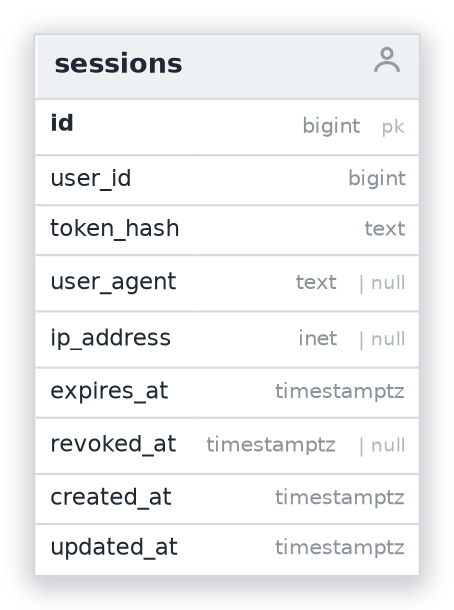 sessions
id bigint pk
user_id bigint
token_hash text
user_agent text | null
ip_address inet | null
expires_at timestamptz
revoked_at timestamptz | null
created_at timestamptz
updated_at timestamptz